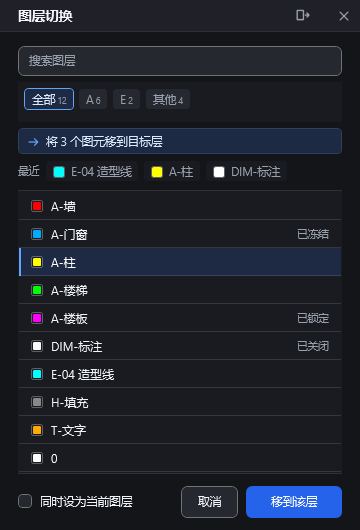 图层切换
搜索图层
全部 12 A 6 E 2 其他 4
将 3 个图元移到目标层
最近 E-04 造型线 A-柱 DIM-标注
A-墙
A-门窗 已冻结
A-柱
A-楼梯
A-楼板 已锁定
DIM-标注 已关闭
E-04 造型线
H-填充
T-文字
0
同时设为当前图层 取消 移到该层